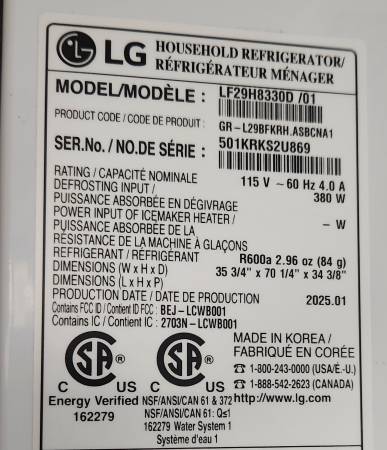 LG HOUSEHOLD REFRIGERATOR/
RÉFRIGÉRATEUR MÉNAGER
MODEL/MODÈLE : LF29H8330D /01
PRODUCT CODE / CODE DE PRODUIT : GR-L29BFKRH.ASBCNA1
SER.No./ NO.DE SÉRIE : 501KRKS2U869
RATING / CAPACITÉ NOMINALE 115 V ~ 60 Hz 4.0 A
DEFROSTING INPUT / 380 W
PUISSANCE ABSORBÉE EN DÉGIVRAGE
POWER INPUT OF ICEMAKER HEATER / – W
PUISSANCE ABSORBÉE DE LA
RÉSISTANCE DE LA MACHINE À GLAÇONS
REFRIGERANT / RÉFRIGÉRANT R600a 2.96 oz (84 g)
DIMENSIONS (W x H x D) 35 3/4" x 70 1/4" x 34 3/8"
DIMENSIONS (L x H x P)
PRODUCTION DATE / DATE DE PRODUCTION 2025.01
Contains FCC ID / Contient FCC ID : BEJ-LCWB001
Contains IC / Contient IC : 2703N-LCWB001
MADE IN KOREA /
FABRIQUÉ EN CORÉE
☎ 1-800-243-0000 (USA/É.-U.)
☎ 1-888-542-2623 (CANADA)
http://www.lg.com
SA ® C US
SA ® C US
Energy Verified
162279
NSF/ANSI/CAN 61 & 372
NSF/ANSI/CAN 61: Q≤1
162279 Water System 1
Système d'eau 1